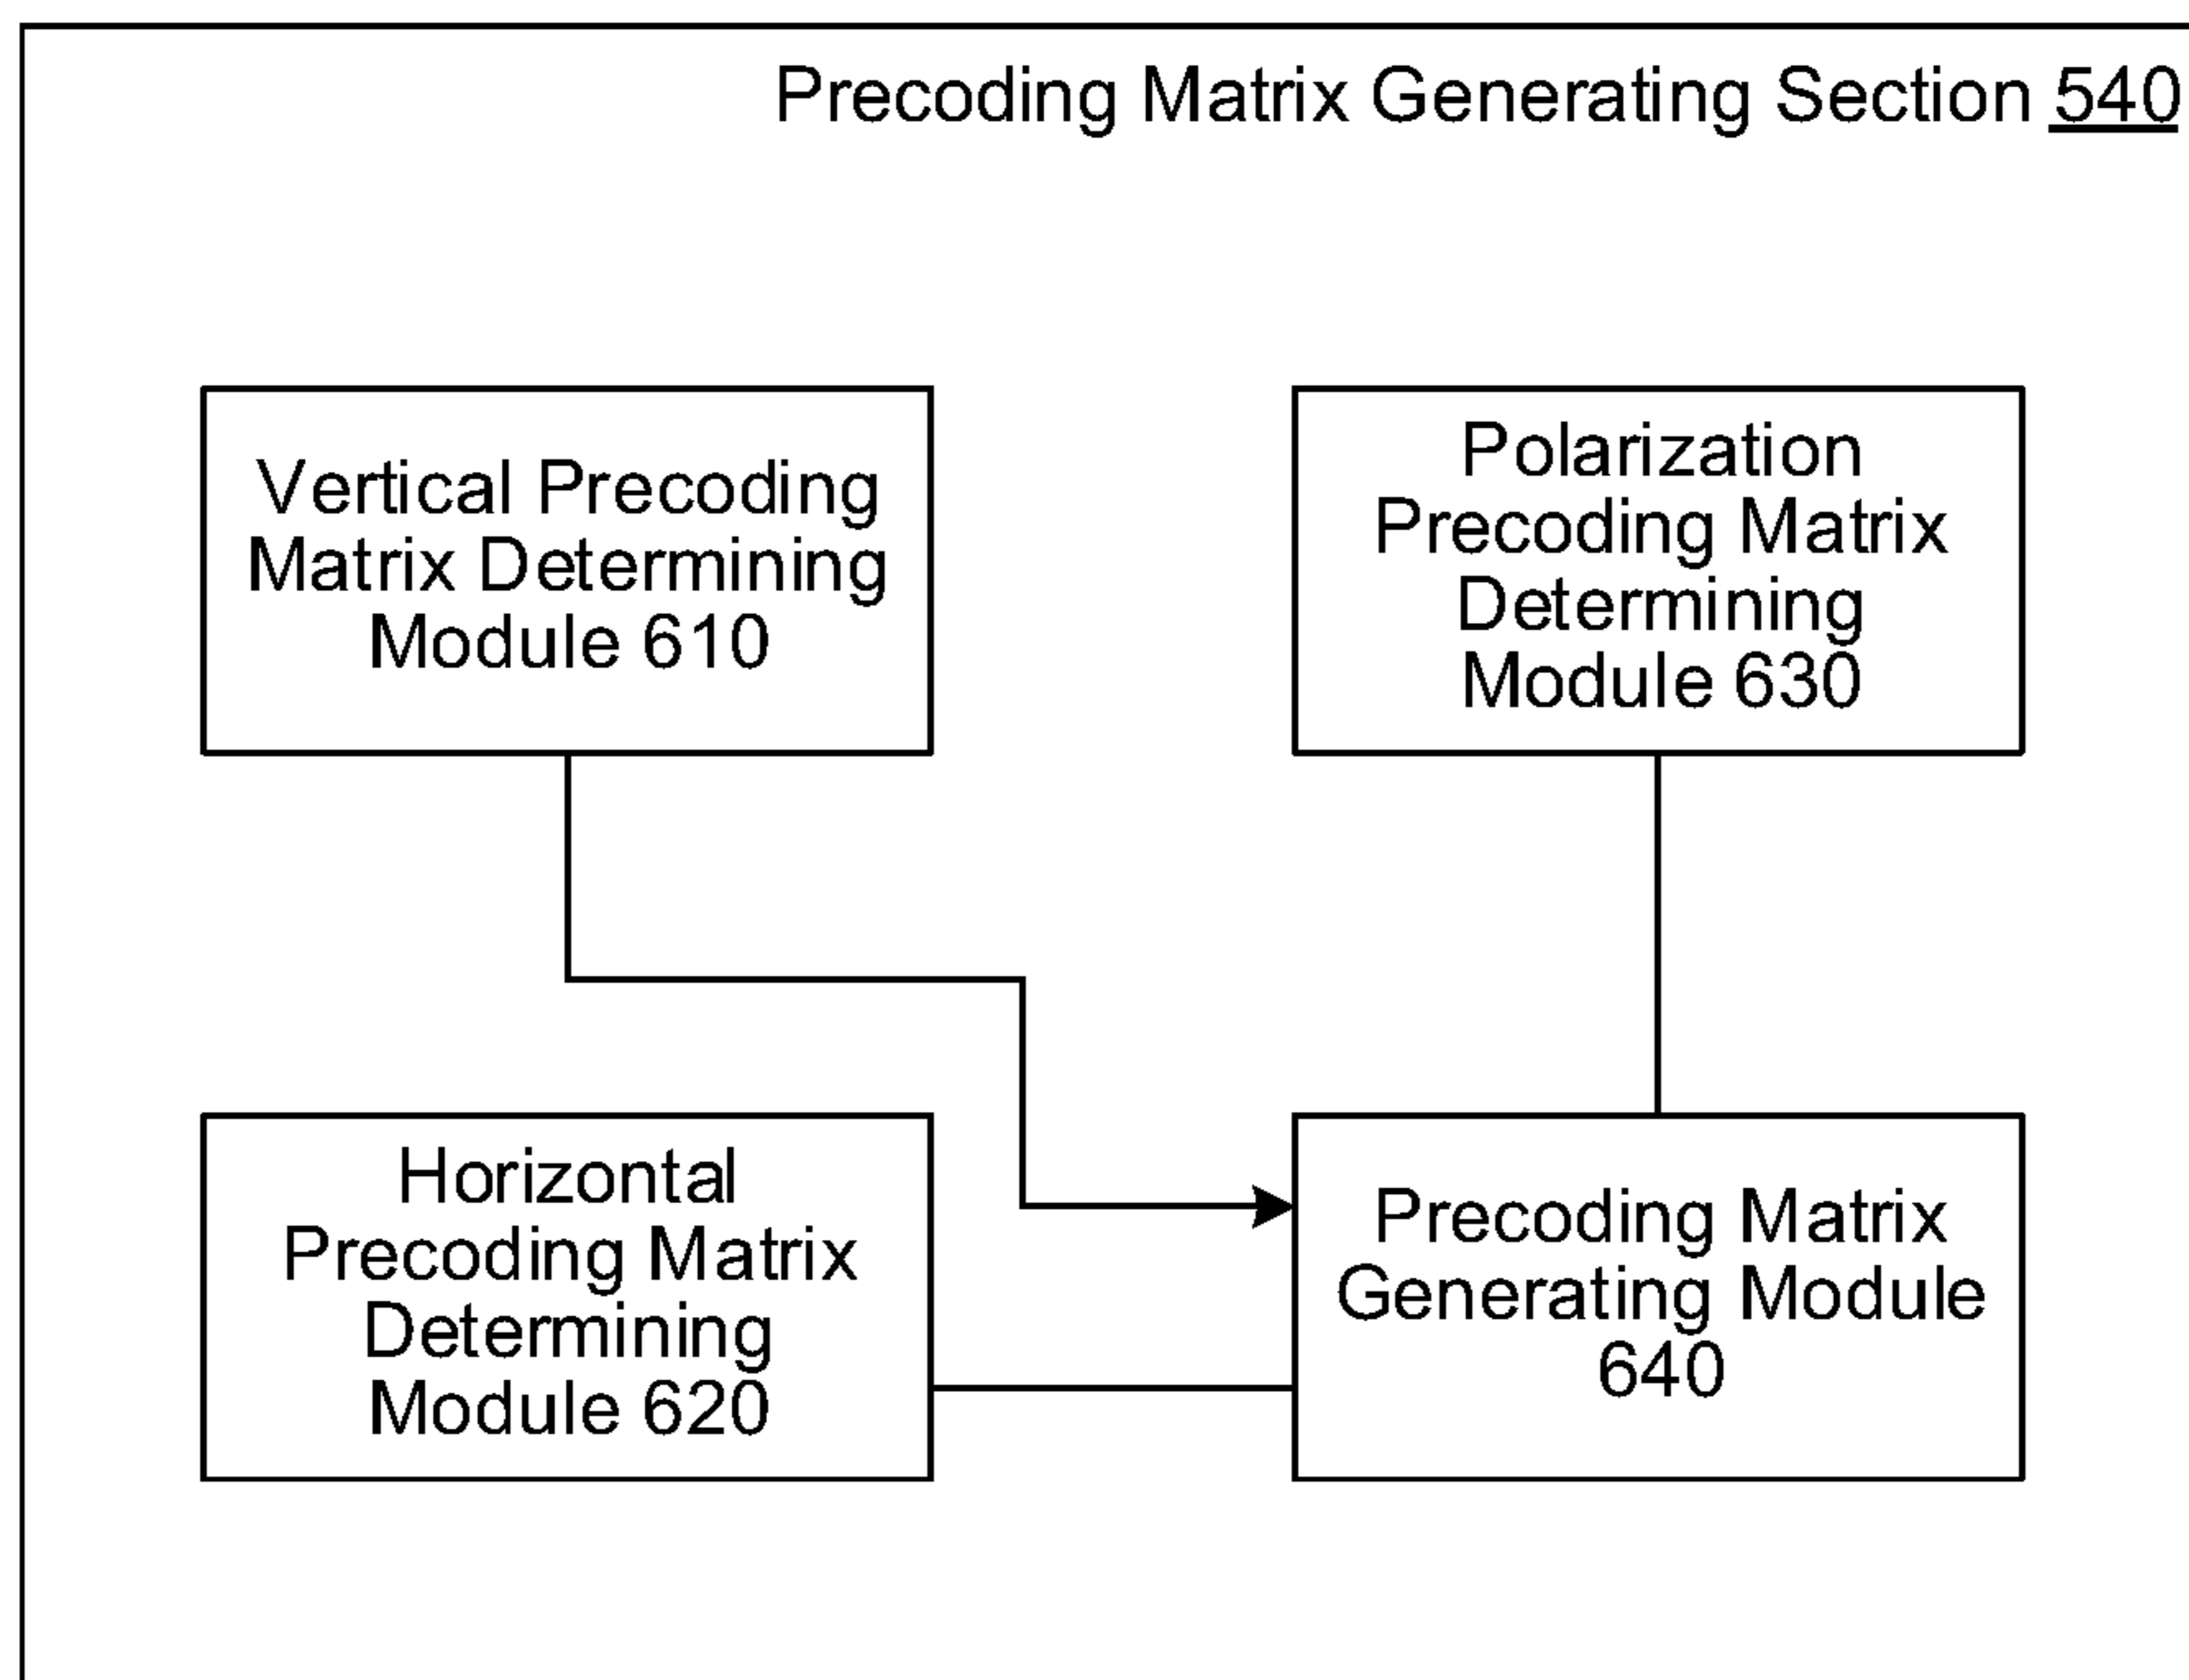 Precoding Matrix Generating Section 540
Vertical Precoding
Matrix Determining
Module 610
Polarization
Precoding Matrix
Determining
Module 630
Horizontal
Precoding Matrix
Determining
Module 620
Precoding Matrix
Generating Module
640